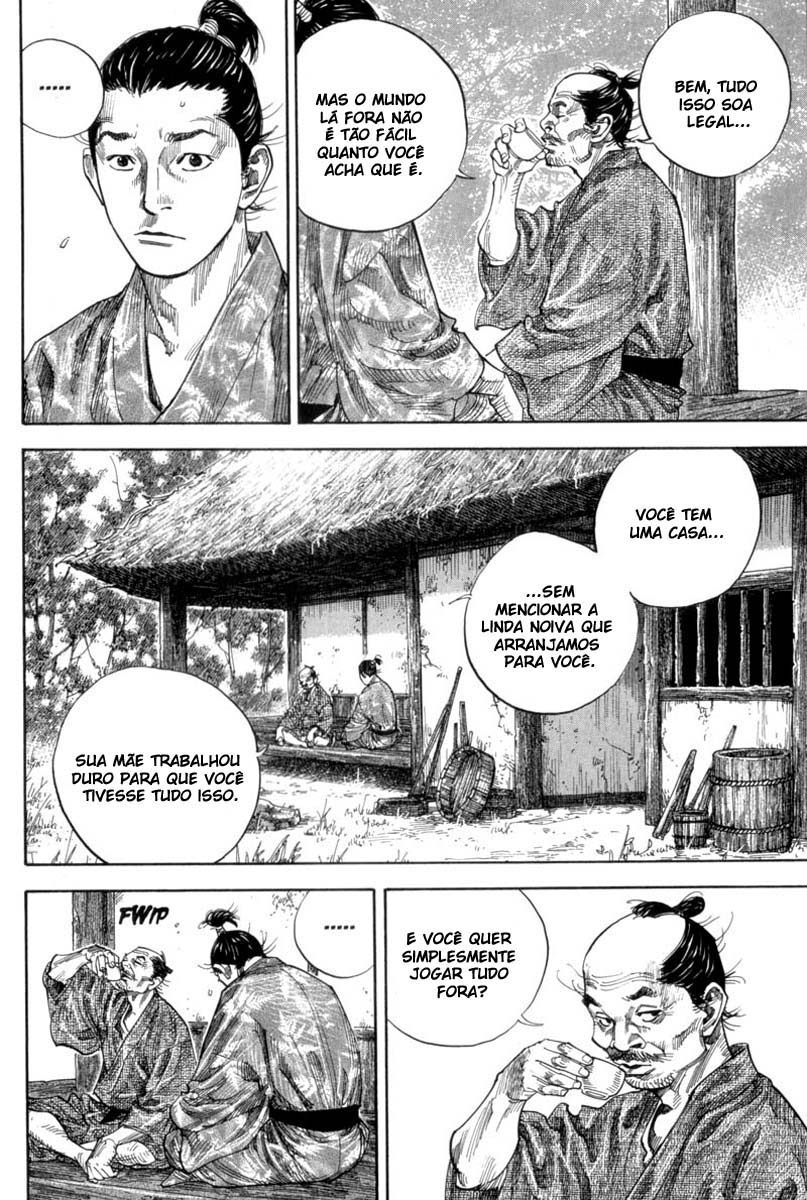 BEM, TUDO
ISSO SOA
LEGAL...
MAS O MUNDO
LÁ FORA NÃO
É TÃO FÁCIL
QUANTO VOCÊ
ACHA QUE É.
.....
VOCÊ TEM
UMA CASA...
...SEM
MENCIONAR A
LINDA NOIVA QUE
ARRANJAMOS
PARA VOCÊ.
SUA MÃE TRABALHOU
DURO PARA QUE VOCÊ
TIVESSE TUDO ISSO.
E VOCÊ QUER
SIMPLESMENTE
JOGAR TUDO
FORA?
.....
FWIP